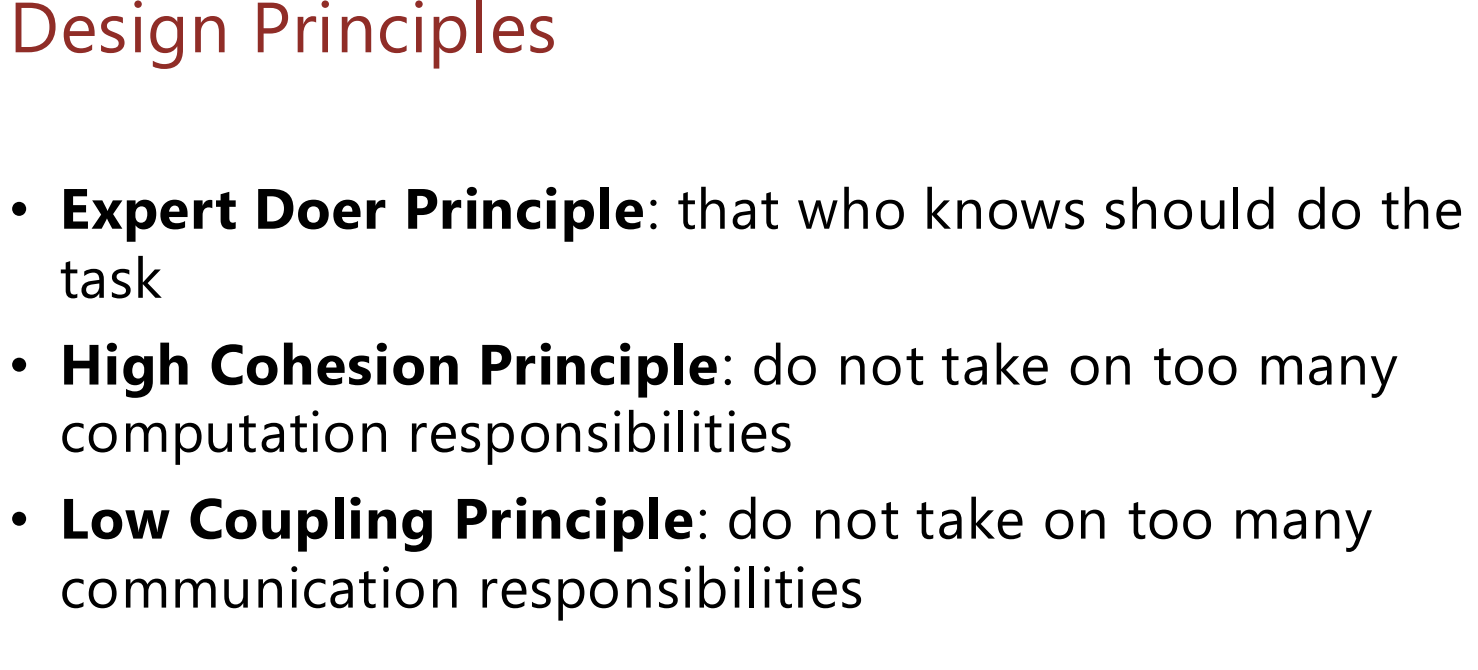 Design Principles
• Expert Doer Principle: that who knows should do the
task
• High Cohesion Principle: do not take on too many
computation responsibilities
• Low Coupling Principle: do not take on too many
communication responsibilities